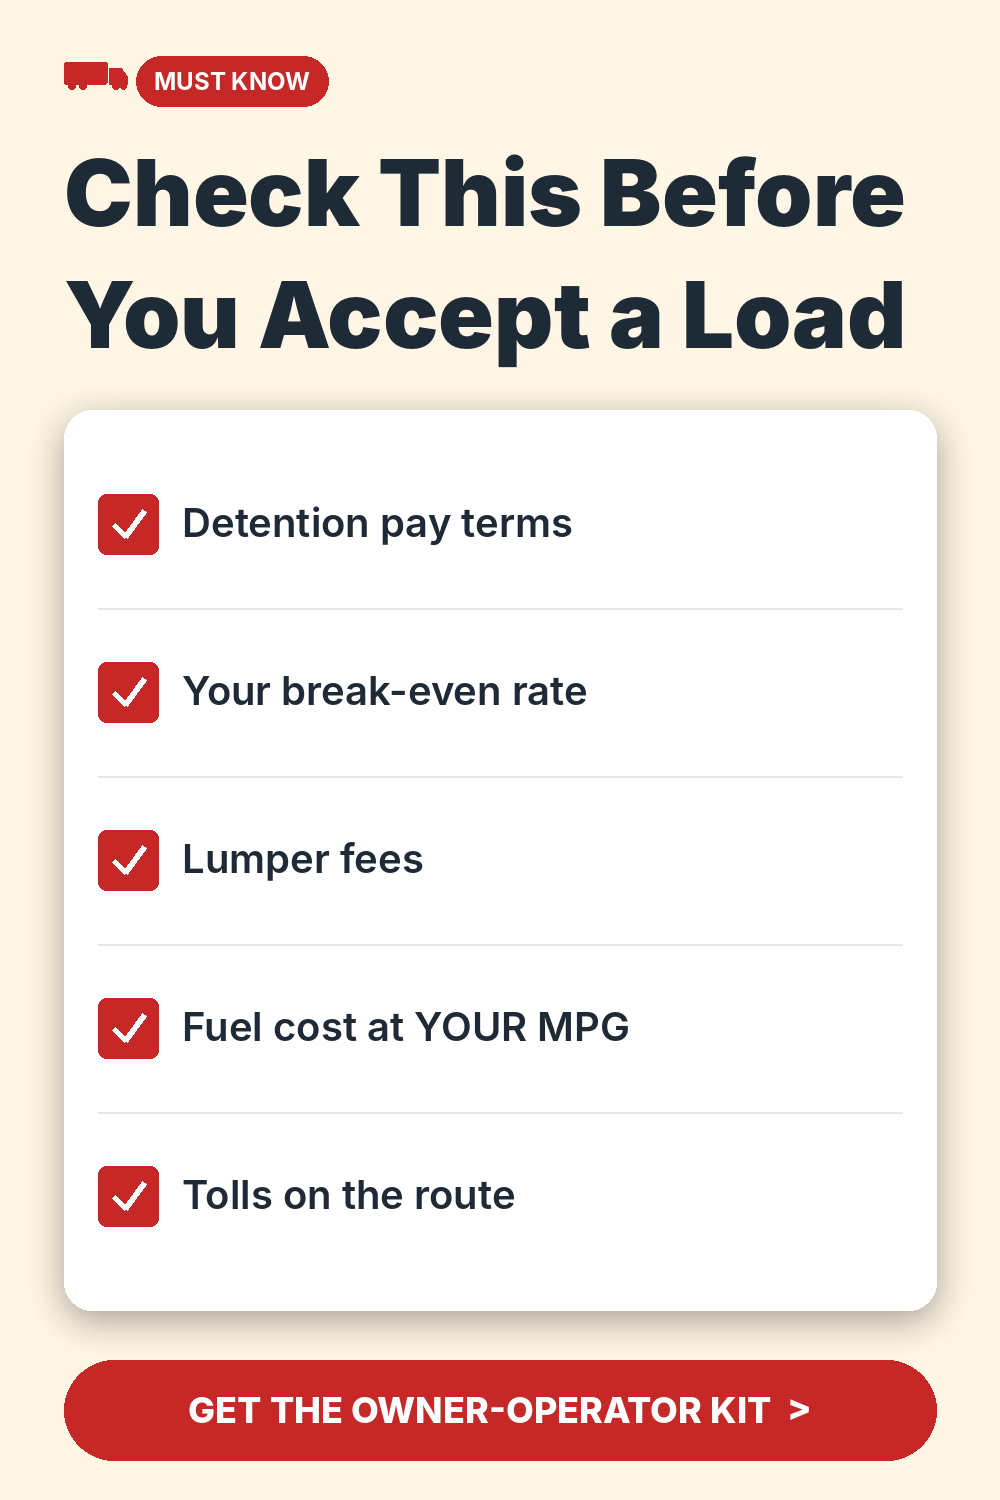 MUST KNOW
Check This Before
You Accept a Load
Detention pay terms
Your break-even rate
Lumper fees
Fuel cost at YOUR MPG
Tolls on the route
GET THE OWNER-OPERATOR KIT >